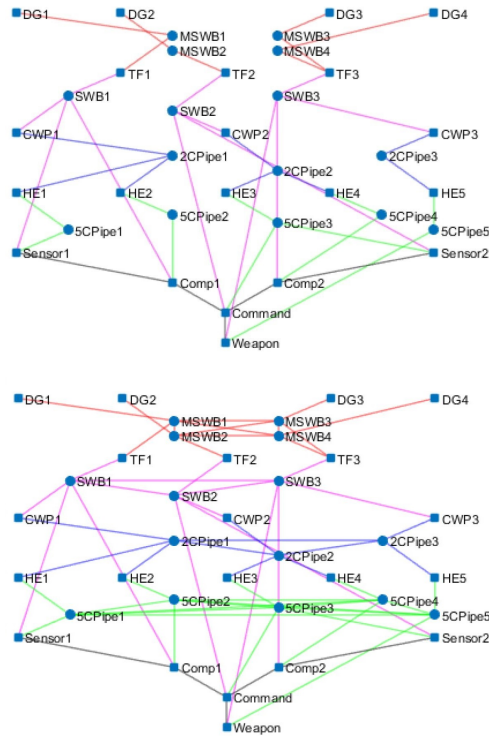 DG1 DG2 DG3 DG4
MSWB1 MSWB3
MSWB2 MSWB4
TF1 TF2 TF3
SWB1 SWB3
SWB2
CWP1 CWP2 CWP3
2CPipe1 2CPipe3
2CPipe2
HE1 HE2 HE3 HE4 HE5
5CPipe2 5CPipe4
5CPipe3
5CPipe1 5CPipe5
Sensor1 Sensor2
Comp1 Comp2
Command
Weapon
DG1 DG2 DG3 DG4
MSWB1 MSWB3
MSWB2 MSWB4
TF1 TF2 TF3
SWB1 SWB3
SWB2
CWP1 CWP2 CWP3
2CPipe1 2CPipe3
2CPipe2
HE1 HE2 HE3 HE4 HE5
5CPipe2 5CPipe4
5CPipe3
5CPipe1 5CPipe5
Sensor1 Sensor2
Comp1 Comp2
Command
Weapon